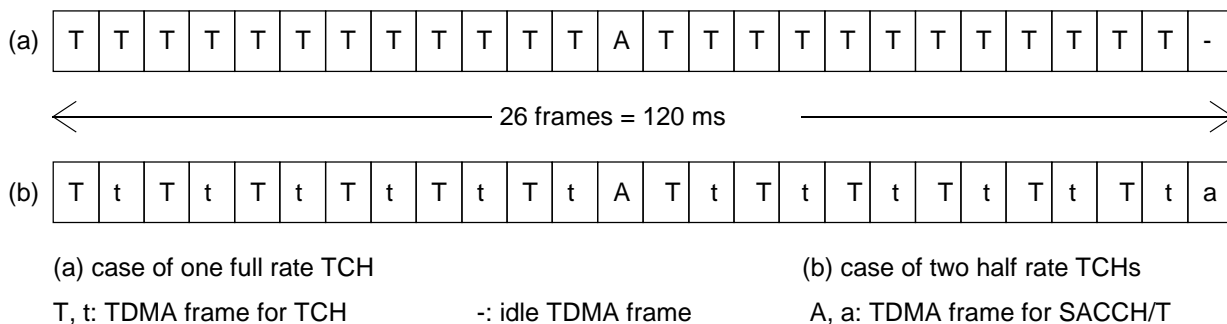 (a) T T T T T T T T T T T T A T T T T T T T T T T T T -
26 frames = 120 ms
(b) T t T t T t T t T t T t A T t T t T t T t T t T t a
(a) case of one full rate TCH (b) case of two half rate TCHs
T, t: TDMA frame for TCH -: idle TDMA frame A, a: TDMA frame for SACCH/T